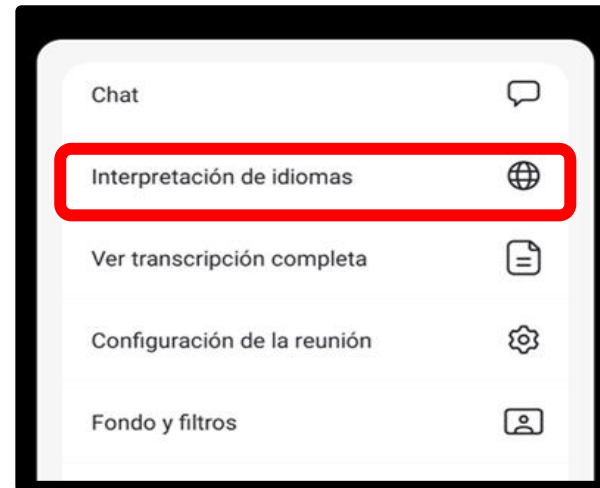 Chat
Interpretación de idiomas
Ver transcripción completa
Configuración de la reunión
Fondo y filtros